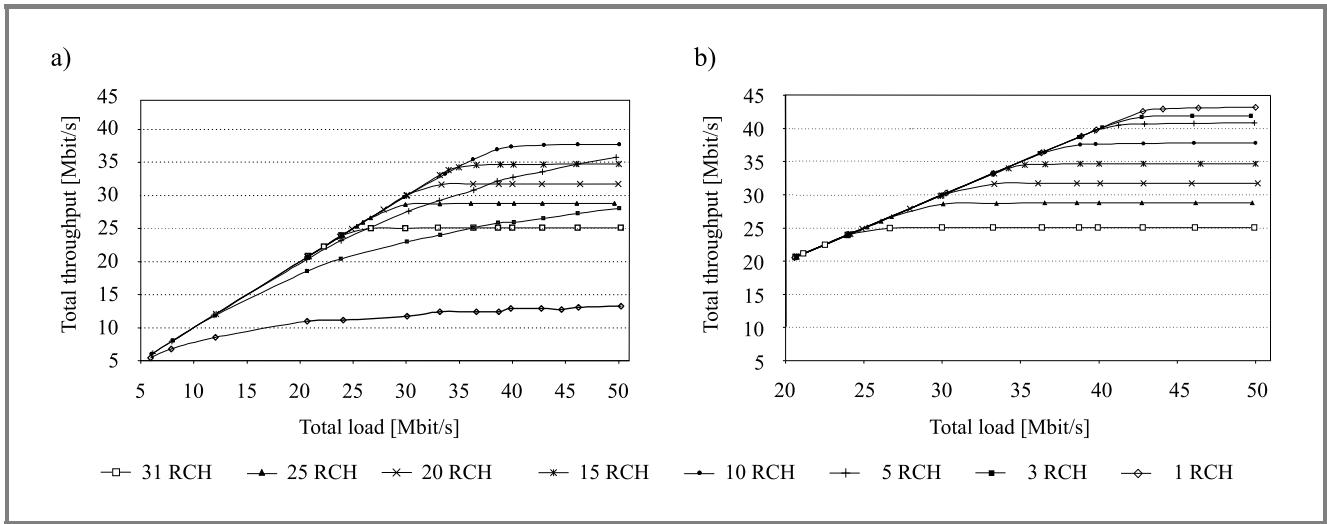 a)
45
40
35
30
25
20
15
10
5
5 10 15 20 25 30 35 40 45 50
Total throughput [Mbit/s]
Total load [Mbit/s]
b)
45
40
35
30
25
20
15
10
5
20 25 30 35 40 45 50
Total throughput [Mbit/s]
Total load [Mbit/s]
31 RCH 25 RCH 20 RCH 15 RCH 10 RCH 5 RCH 3 RCH 1 RCH